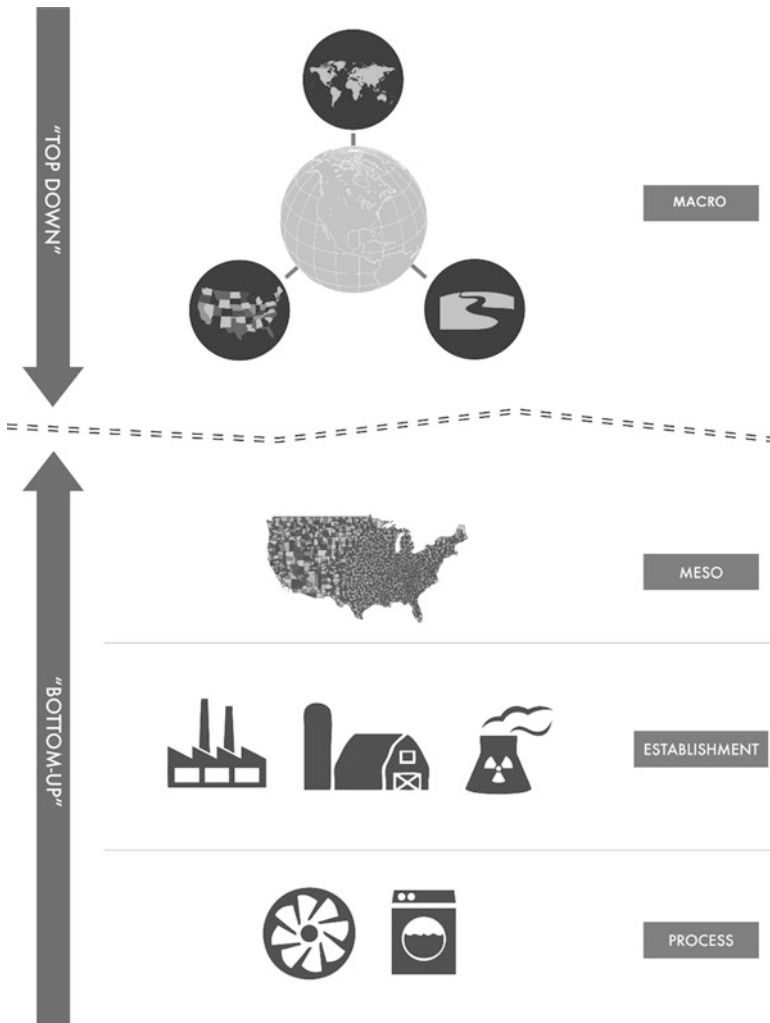 "TOP DOWN"
MACRO
MESO
"BOTTOM-UP"
ESTABLISHMENT
PROCESS